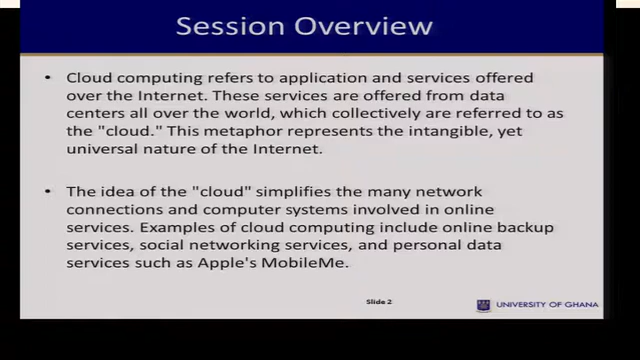 Session Overview
• Cloud computing refers to application and services offered
over the Internet. These services are offered from data
centers all over the world, which collectively are referred to as
the "cloud." This metaphor represents the intangible, yet
universal nature of the Internet.
• The idea of the "cloud" simplifies the many network
connections and computer systems involved in online
services. Examples of cloud computing include online backup
services, social networking services, and personal data
services such as Apple's MobileMe.
Slide 2
UNIVERSITY OF GHANA